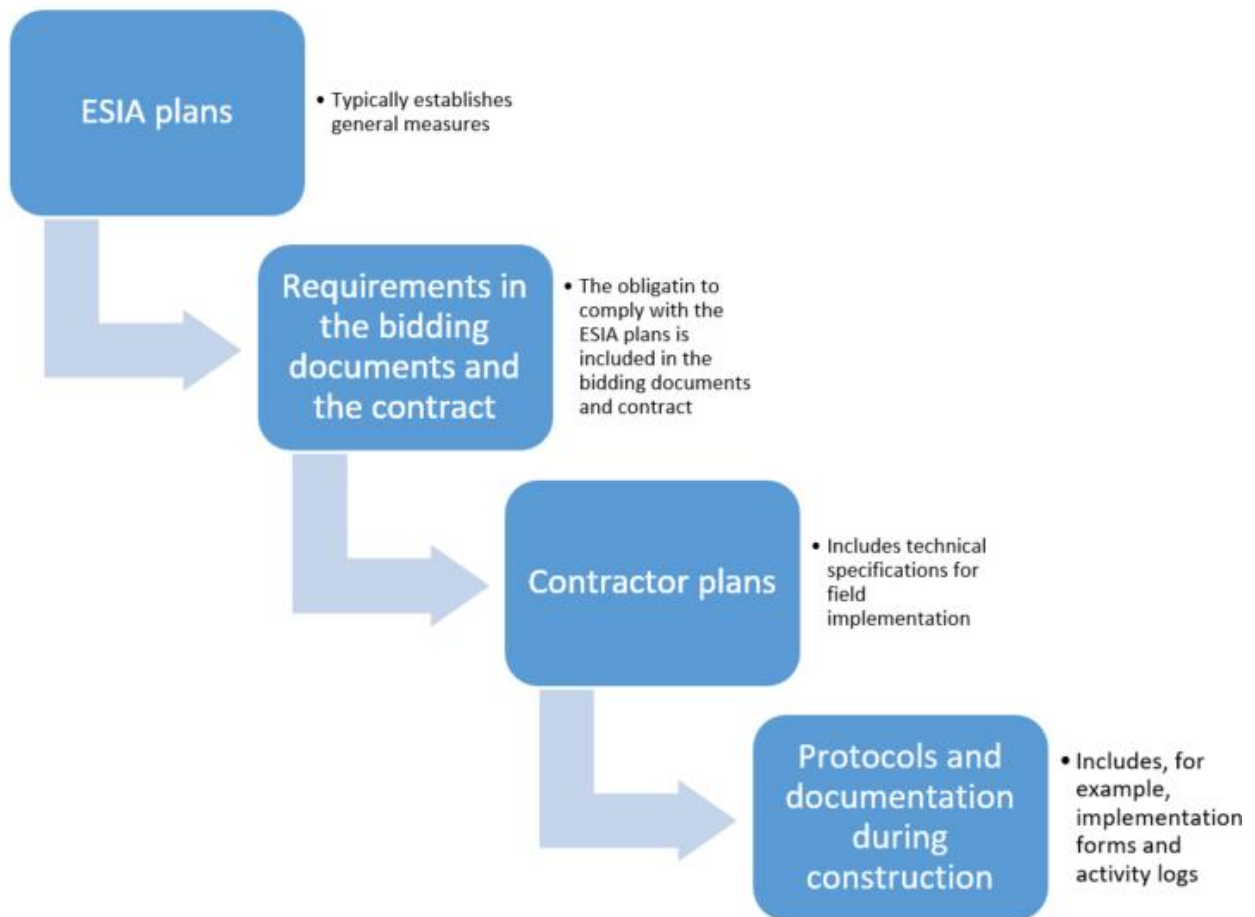 ESIA plans
• Typically establishes
general measures
Requirements in
the bidding
documents and
the contract
• The obligatin to
comply with the
ESIA plans is
included in the
bidding documents
and contract
Contractor plans
• Includes technical
specifications for
field
implementation
Protocols and
documentation
during
construction
• Includes, for
example,
implementation
forms and
activity logs